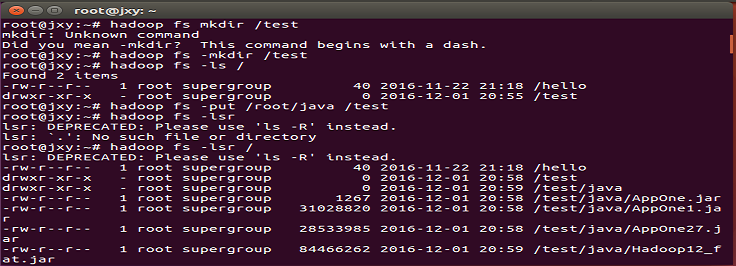 root@jxy: ~
root@jxy:~# hadoop fs mkdir /test
mkdir: Unknown command
Did you mean -mkdir?  This command begins with a dash.
root@jxy:~# hadoop fs -mkdir /test
root@jxy:~# hadoop fs -ls /
Found 2 items
-rw-r--r--   1 root supergroup         40 2016-11-22 21:18 /hello
drwxr-xr-x   - root supergroup          0 2016-12-01 20:55 /test
root@jxy:~# hadoop fs -put /root/java /test
root@jxy:~# hadoop fs -lsr
lsr: DEPRECATED: Please use 'ls -R' instead.
lsr: `.': No such file or directory
root@jxy:~# hadoop fs -lsr /
lsr: DEPRECATED: Please use 'ls -R' instead.
-rw-r--r--   1 root supergroup         40 2016-11-22 21:18 /hello
drwxr-xr-x   - root supergroup          0 2016-12-01 20:58 /test
drwxr-xr-x   - root supergroup          0 2016-12-01 20:59 /test/java
-rw-r--r--   1 root supergroup       1267 2016-12-01 20:58 /test/java/AppOne.jar
-rw-r--r--   1 root supergroup   31028820 2016-12-01 20:58 /test/java/AppOne1.ja
r
-rw-r--r--   1 root supergroup   28533985 2016-12-01 20:58 /test/java/AppOne27.j
ar
-rw-r--r--   1 root supergroup   84466262 2016-12-01 20:59 /test/java/Hadoop12_f
at.jar